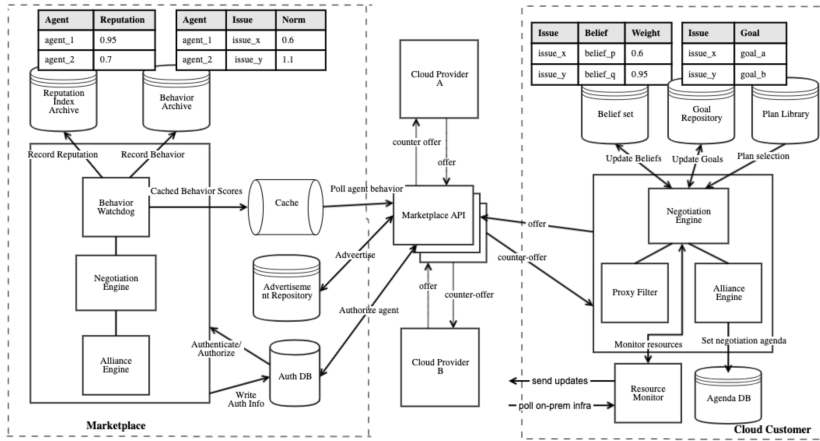 Agent Reputation
agent_1 0.95
agent_2 0.7
Agent Issue Norm
agent_1 issue_x 0.6
agent_2 issue_y 1.1
Issue Belief Weight
issue_x belief_p 0.6
issue_y belief_q 0.95
Issue Goal
issue_x goal_a
issue_y goal_b
Reputation
Index
Archive
Behavior
Archive
Cloud Provider
A
Belief set
Goal
Repository
Plan Library
counter offer
offer
Record Reputation
Record Behavior
Update Beliefs
Update Goals
Plan selection
Behavior
Watchdog
Cached Behavior Scores
Cache
Poll agent behavior
Marketplace API
Negotiation
Engine
offer
counter-offer
Advertise
Advertiseme
nt Repository
Negotiation
Engine
Proxy Filter
Alliance
Engine
offer
counter-offer
Authorize agent
Authenticate/
Authorize
Alliance
Engine
Auth DB
Write
Auth Info
Cloud Provider
B
Monitor resources
Set negotiation agenda
send updates
poll on-prem infra
Resource
Monitor
Agenda DB
Marketplace
Cloud Customer